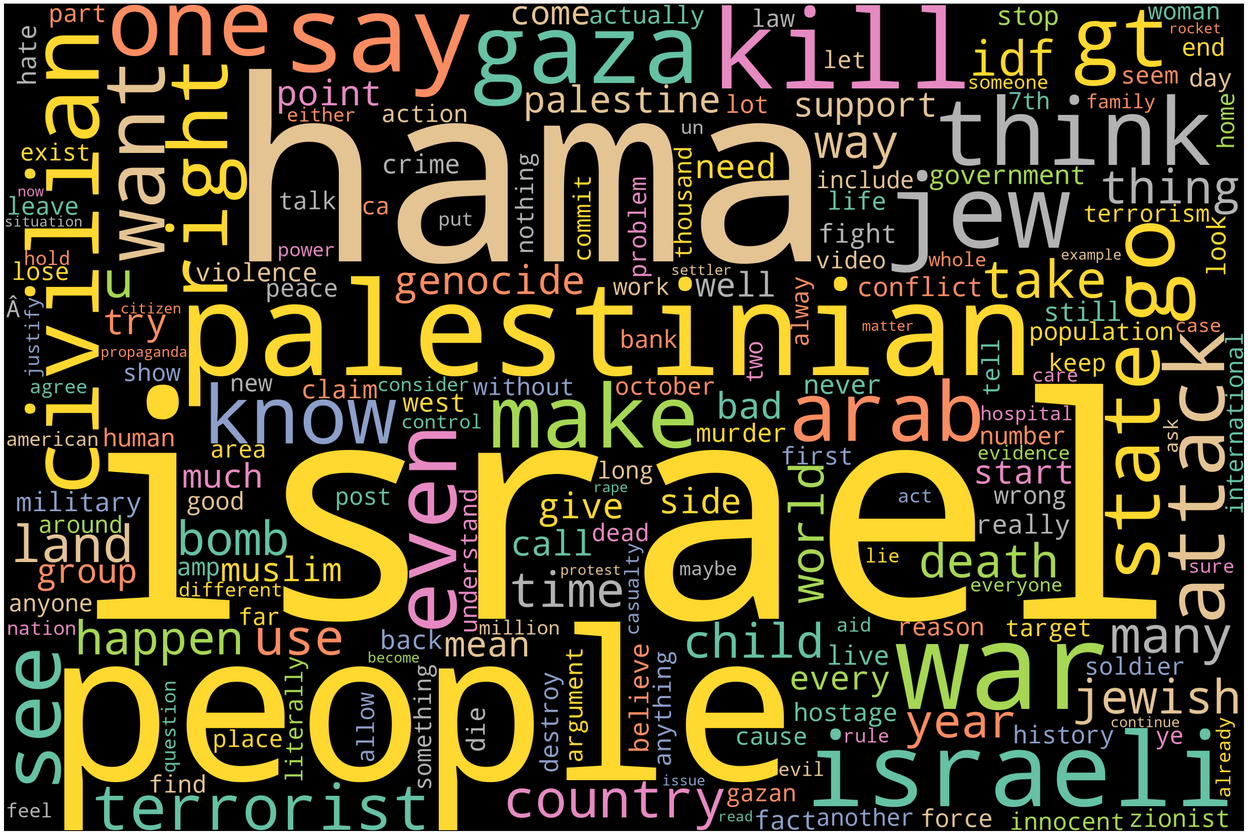 hate
part
one
say
come
actually
law
kill
stop
woman
rocket
gt
end
idf
let
someone
seem
day
gaza
civilian
want
right
point
either
action
palestine
lot
support
7th
family
home
think
hama
un
way
exist
crime
need
include
government
thing
now
leave
situation
talk
ca
put
nothing
commit
problem
thousand
life
jew
terrorism
look
fight
power
hold
lose
violence
peace
genocide
settler
work
well
video
whole
example
take
go
u
Â
justify
try
citizen
palestinian
alway
conflict
matter
still
population
case
propaganda
show
bank
two
tell
keep
care
state
attack
international
agree
new
claim
consider
without
october
never
know
west
control
make
bad
murder
arab
hospital
number
american
human
area
evidence
ask
first
israel
much
even
long
start
military
good
post
rape
give
side
world
act
wrong
around
understand
really
land
bomb
call
dead
group
amp
muslim
different
time
protest
maybe
lie
death
everyone
sure
anyone
far
casualty
nation
happen
use
back
mean
million
child
aid
reason
target
many
see
become
people
live
war
soldier
question
literally
something
argument
believe
anything
every
jewish
place
allow
die
destroy
hostage
year
continue
cause
rule
history
ye
already
find
issue
evil
israeli
feel
terrorist
country
gazan
read
fact
another
force
innocent
zionist